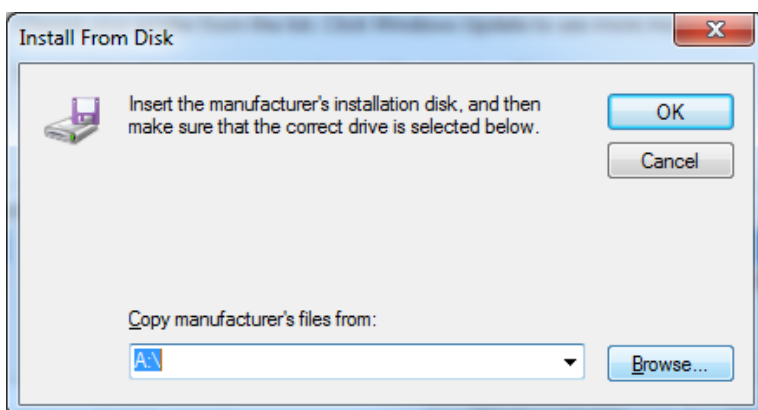 Install From Disk
Insert the manufacturer's installation disk, and then
make sure that the correct drive is selected below.
OK
Cancel
Copy manufacturer's files from:
A:\
Browse...